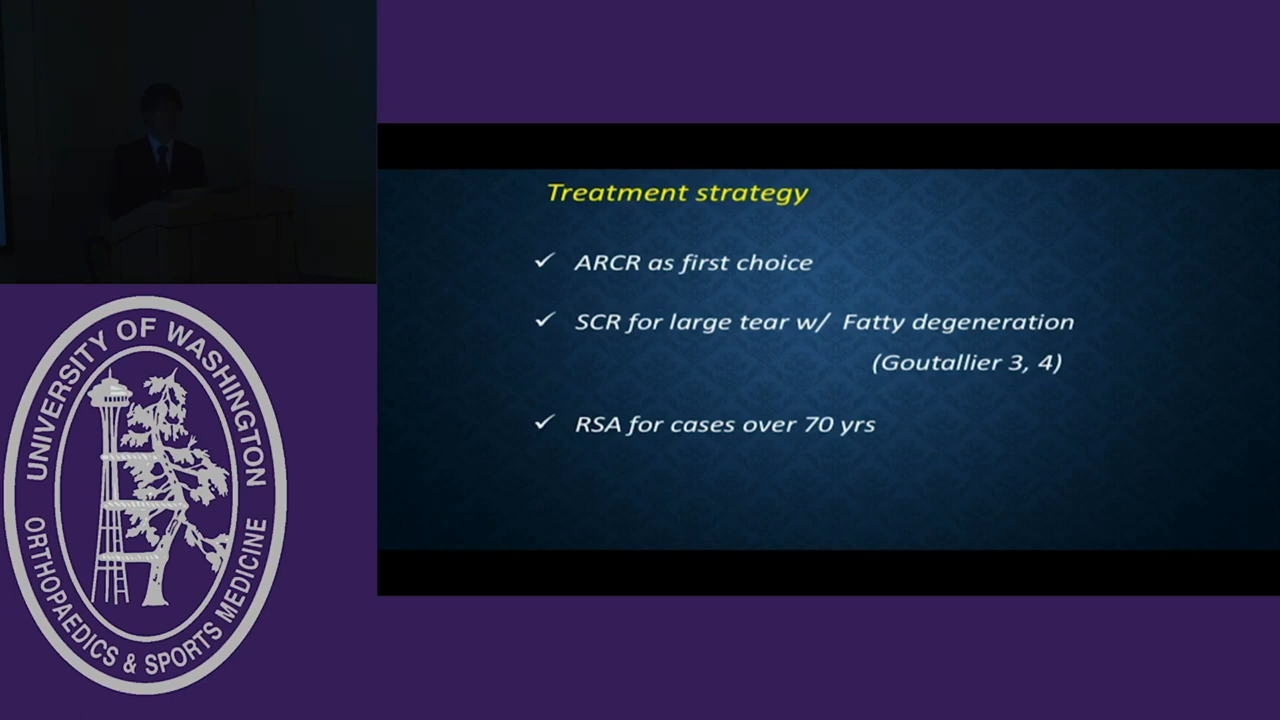 Treatment strategy
✓ ARCR as first choice
✓ SCR for large tear w/ Fatty degeneration
(Goutallier 3, 4)
✓ RSA for cases over 70 yrs
UNIVERSITY OF WASHINGTON
ORTHOPAEDICS & SPORTS MEDICINE